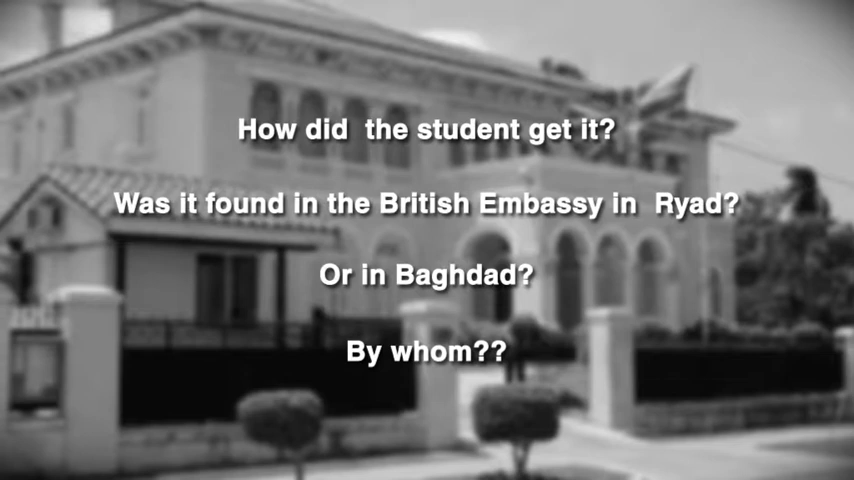 How did  the student get it?
Was it found in the British Embassy in  Ryad?
Or in Baghdad?
By whom??